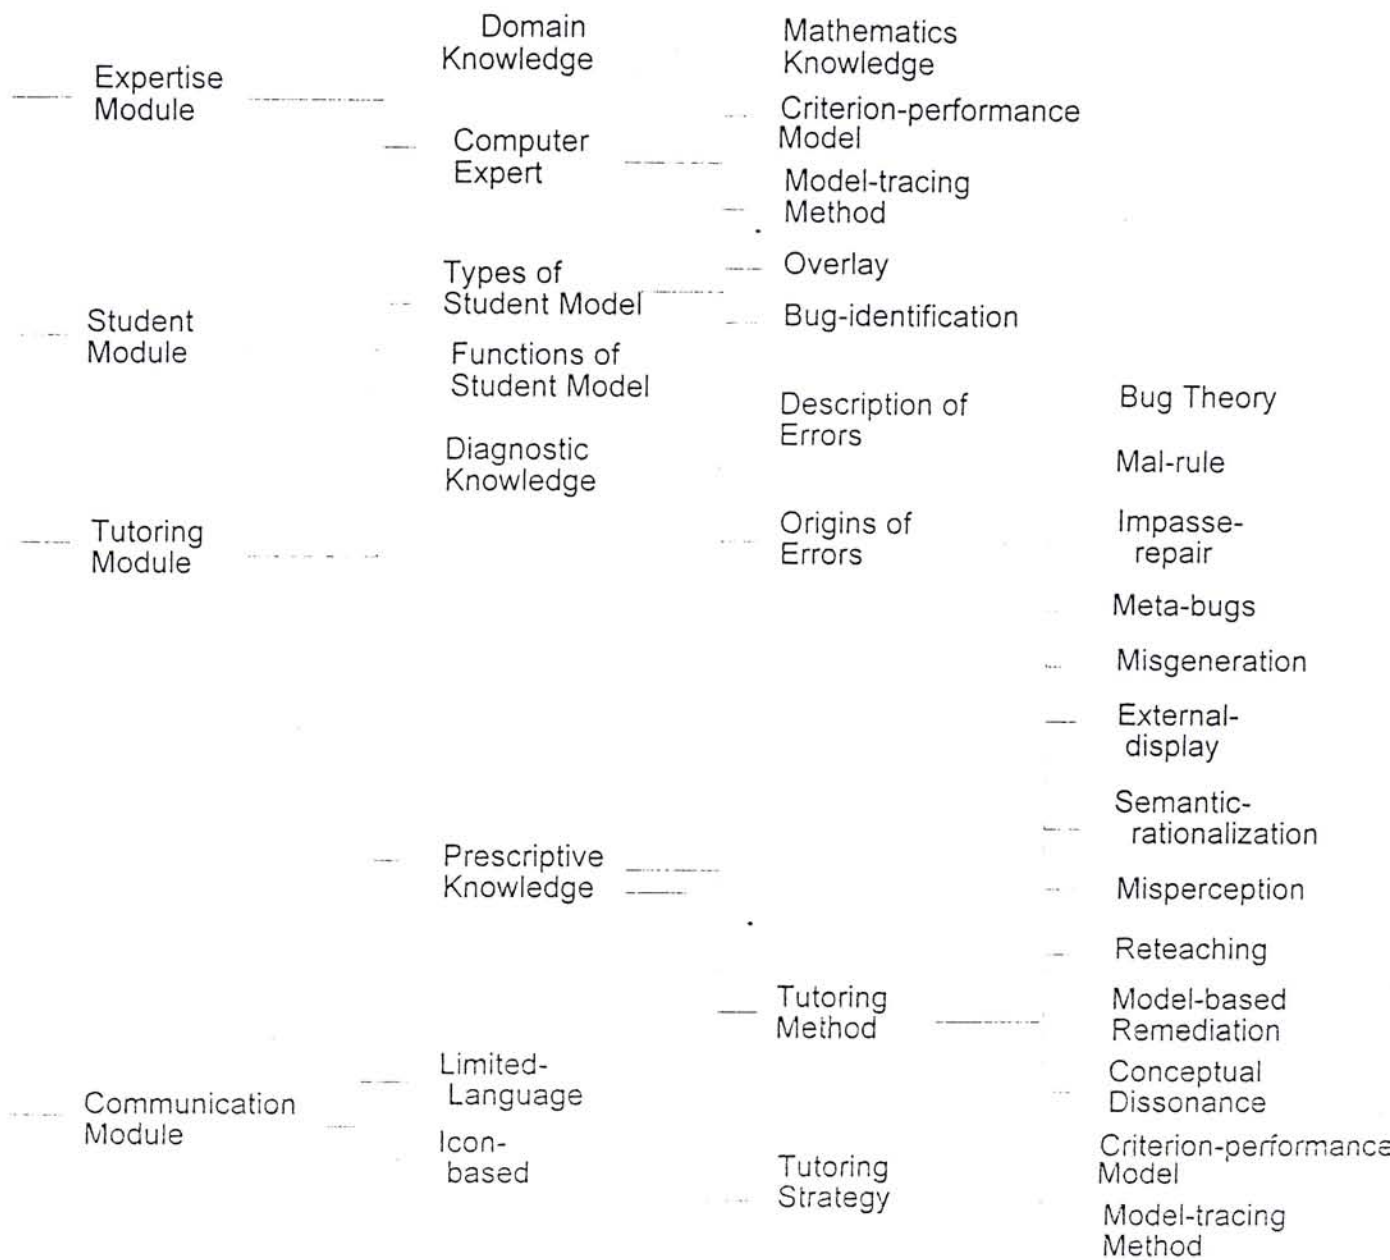 Expertise
Module
Domain
Knowledge
Computer
Expert
Mathematics
Knowledge
Criterion-performance
Model
Model-tracing
Method
Student
Module
Types of
Student Model
Overlay
Bug-identification
Functions of
Student Model
Tutoring
Module
Diagnostic
Knowledge
Description of
Errors
Bug Theory
Mal-rule
Origins of
Errors
Impasse-
repair
Meta-bugs
Misgeneration
External-
display
Semantic-
rationalization
Misperception
Prescriptive
Knowledge
Tutoring
Method
Reteaching
Model-based
Remediation
Conceptual
Dissonance
Tutoring
Strategy
Criterion-performance
Model
Model-tracing
Method
Communication
Module
Limited-
Language
Icon-
based